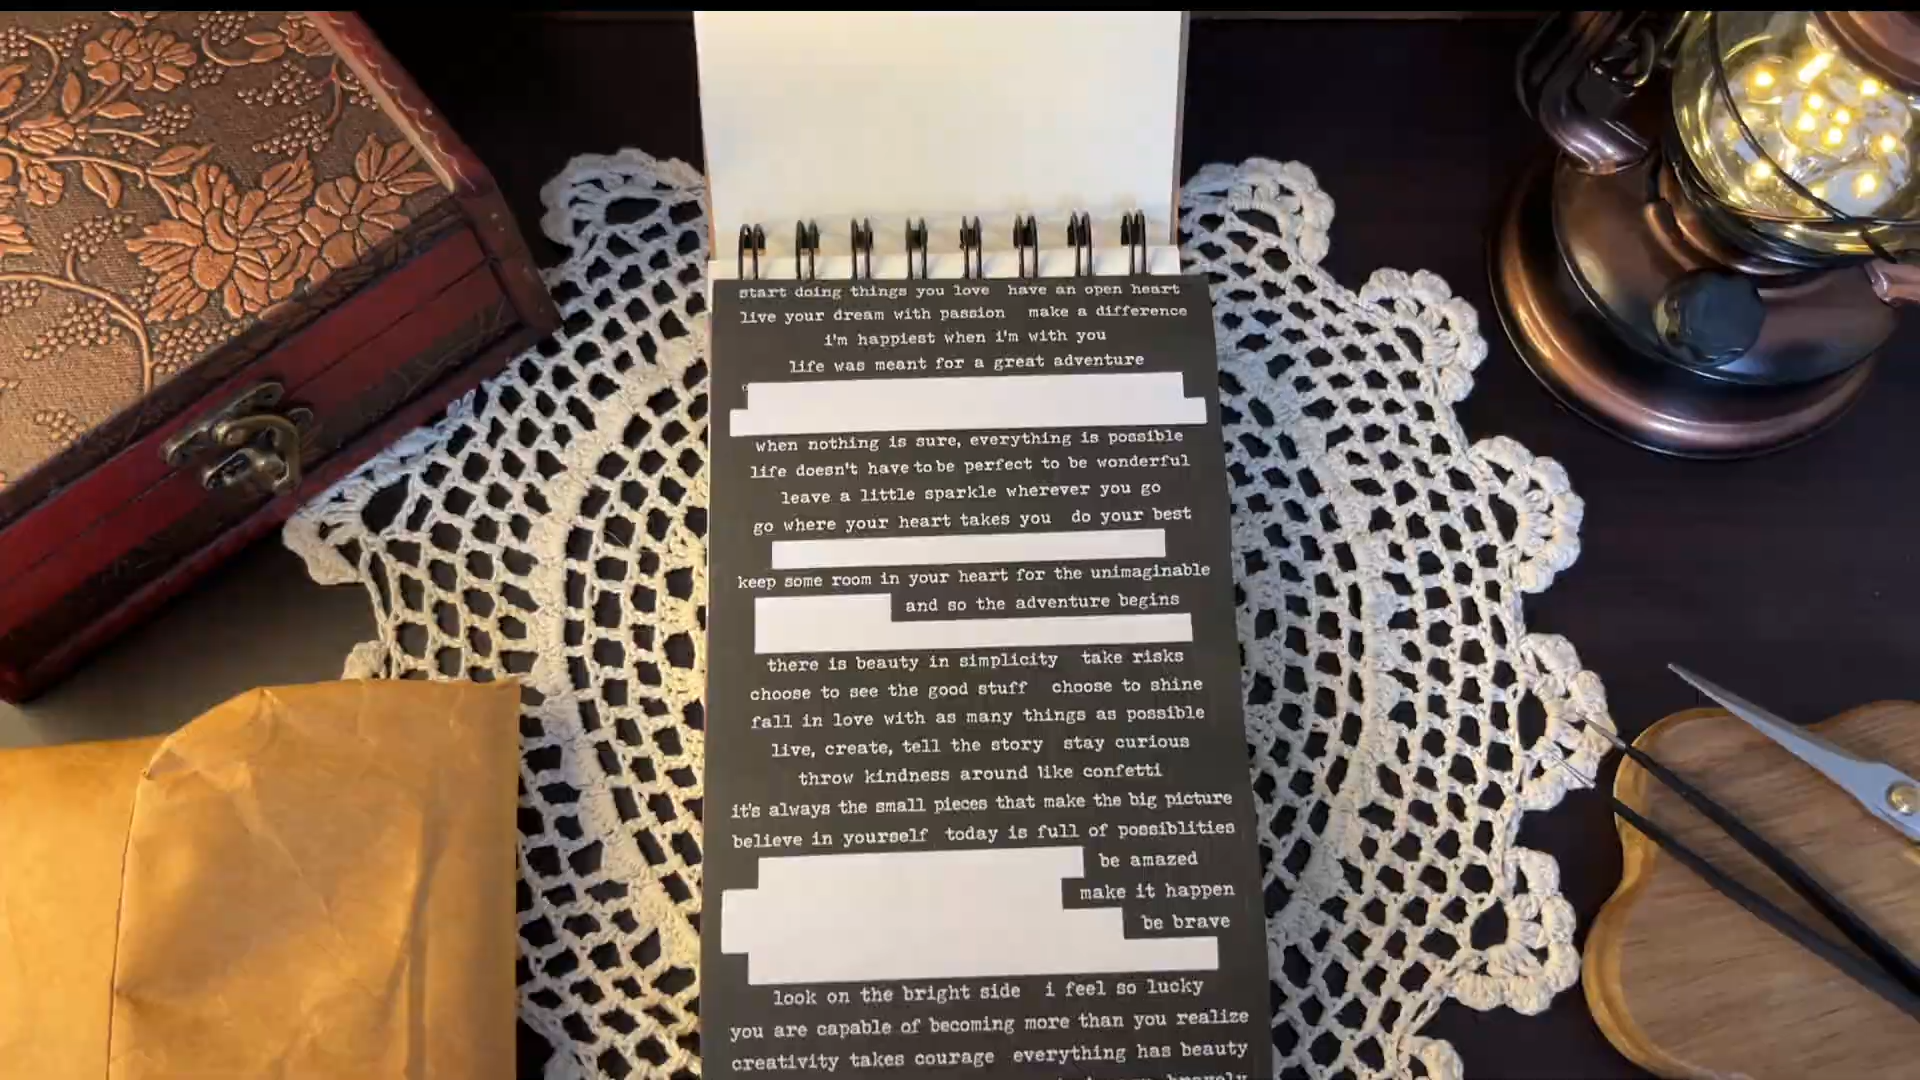 start doing things you love have an open heart
live your dream with passion make a difference
i'm happiest when i'm with you
life was meant for a great adventure
when nothing is sure, everything is possible
life doesn't have to be perfect to be wonderful
leave a little sparkle wherever you go
go where your heart takes you do your best
keep some room in your heart for the unimaginable
and so the adventure begins
there is beauty in simplicity take risks
choose to see the good stuff choose to shine
fall in love with as many things as possible
live, create, tell the story stay curious
throw kindness around like confetti
it's always the small pieces that make the big picture
believe in yourself today is full of possiblities
be amazed
make it happen
be brave
look on the bright side i feel so lucky
you are capable of becoming more than you realize
creativity takes courage everything has beauty